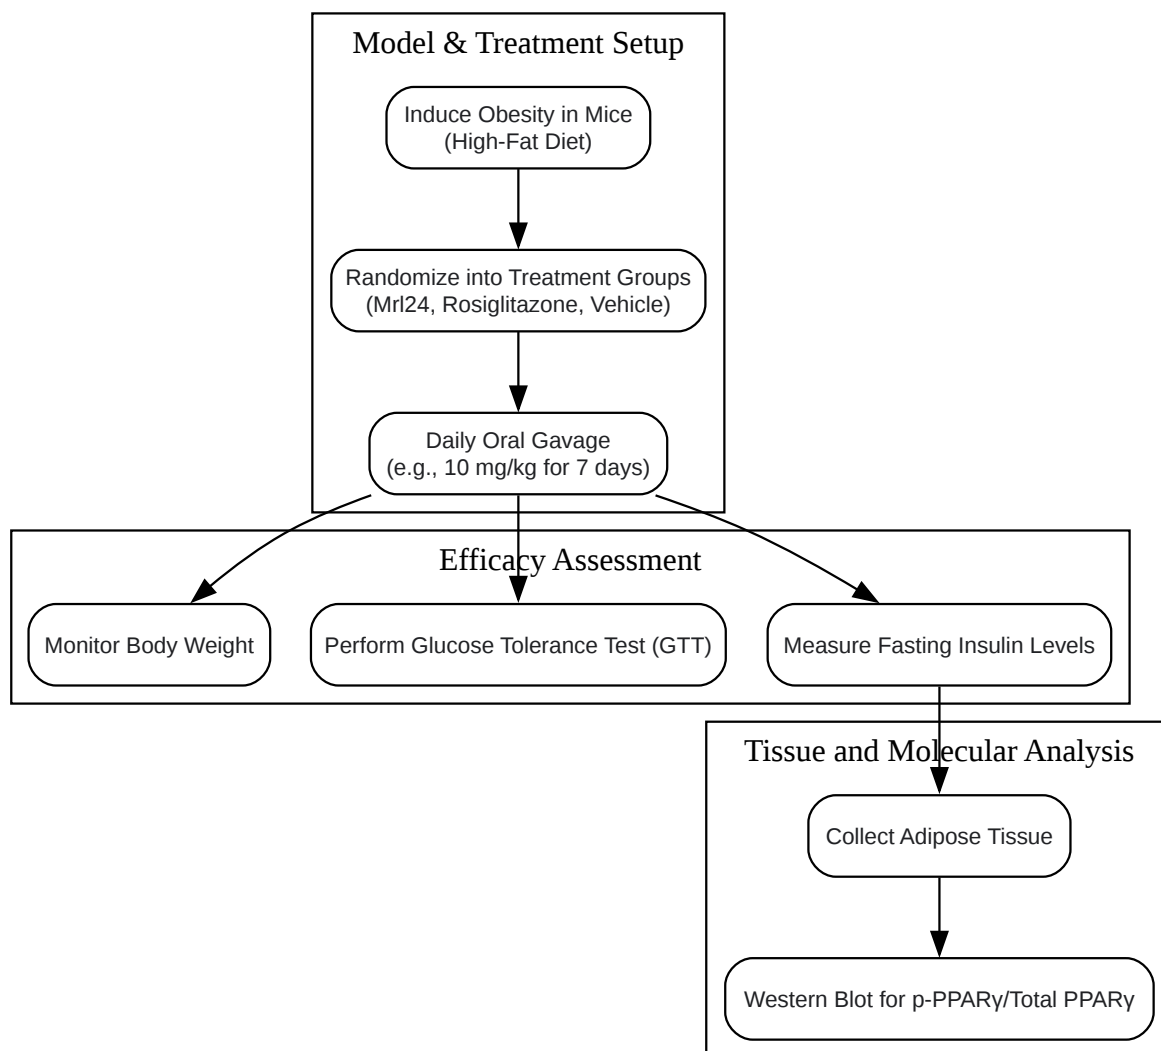 Model & Treatment Setup
Induce Obesity in Mice
(High-Fat Diet)
Randomize into Treatment Groups
(Mrl24, Rosiglitazone, Vehicle)
Daily Oral Gavage
(e.g., 10 mg/kg for 7 days)
Efficacy Assessment
Monitor Body Weight
Perform Glucose Tolerance Test (GTT)
Measure Fasting Insulin Levels
Tissue and Molecular Analysis
Collect Adipose Tissue
Western Blot for p-PPARγ/Total PPARγ